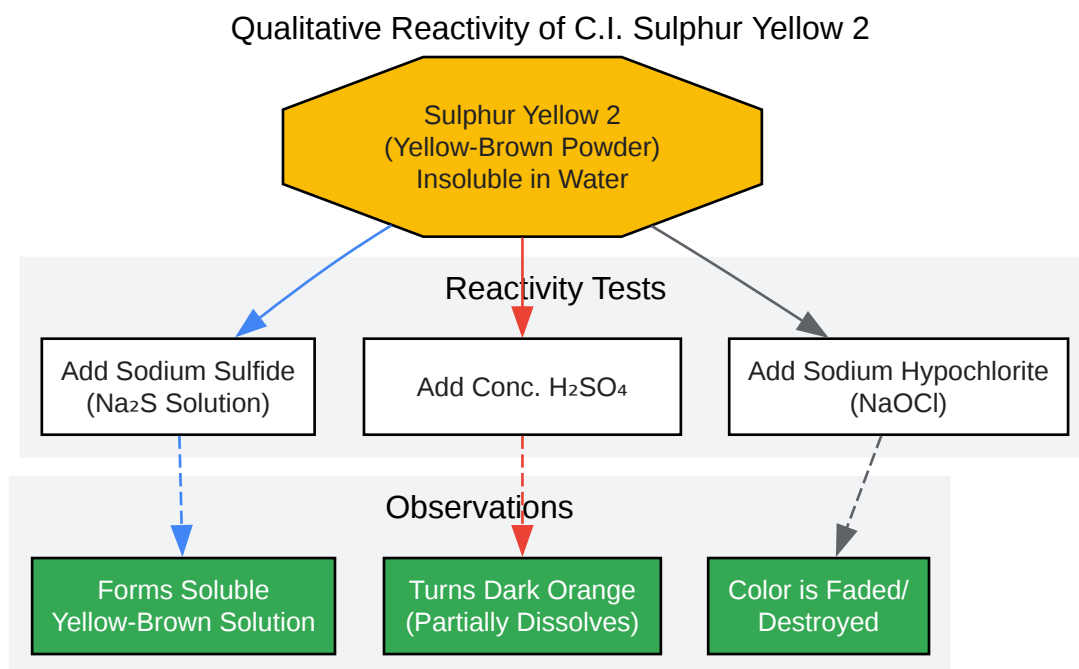 Qualitative Reactivity of C.I. Sulphur Yellow 2
Sulphur Yellow 2
(Yellow-Brown Powder)
Insoluble in Water
Reactivity Tests
Add Sodium Sulfide
(Na₂S Solution)
Add Conc. H₂SO₄
Add Sodium Hypochlorite
(NaOCl)
Observations
Forms Soluble
Yellow-Brown Solution
Turns Dark Orange
(Partially Dissolves)
Color is Faded/
Destroyed